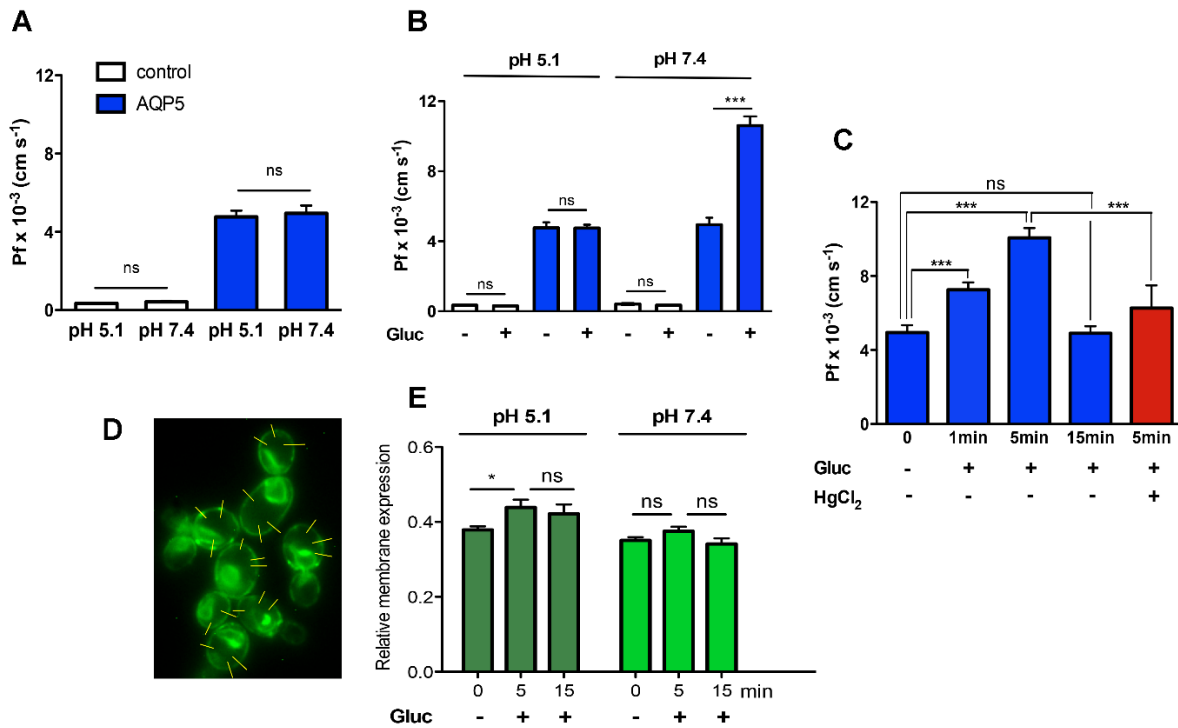 A
control
AQP5
Pf x 10⁻³ (cm s⁻¹)
12
8
4
0
ns
ns
pH 5.1 pH 7.4 pH 5.1 pH 7.4
B
pH 5.1 pH 7.4
Pf x 10⁻³ (cm s⁻¹)
12
8
4
0
ns
ns
ns
***
Gluc - + - + - + - +
C
Pf x 10⁻³ (cm s⁻¹)
12
8
4
0
ns
***
***
***
0 1min 5min 15min 5min
Gluc - + + + +
HgCl₂ - - - - +
D
E
pH 5.1 pH 7.4
Relative membrane expression
0.6
0.4
0.2
0.0
* ns ns ns
0 5 15 0 5 15 min
Gluc - + + - + +